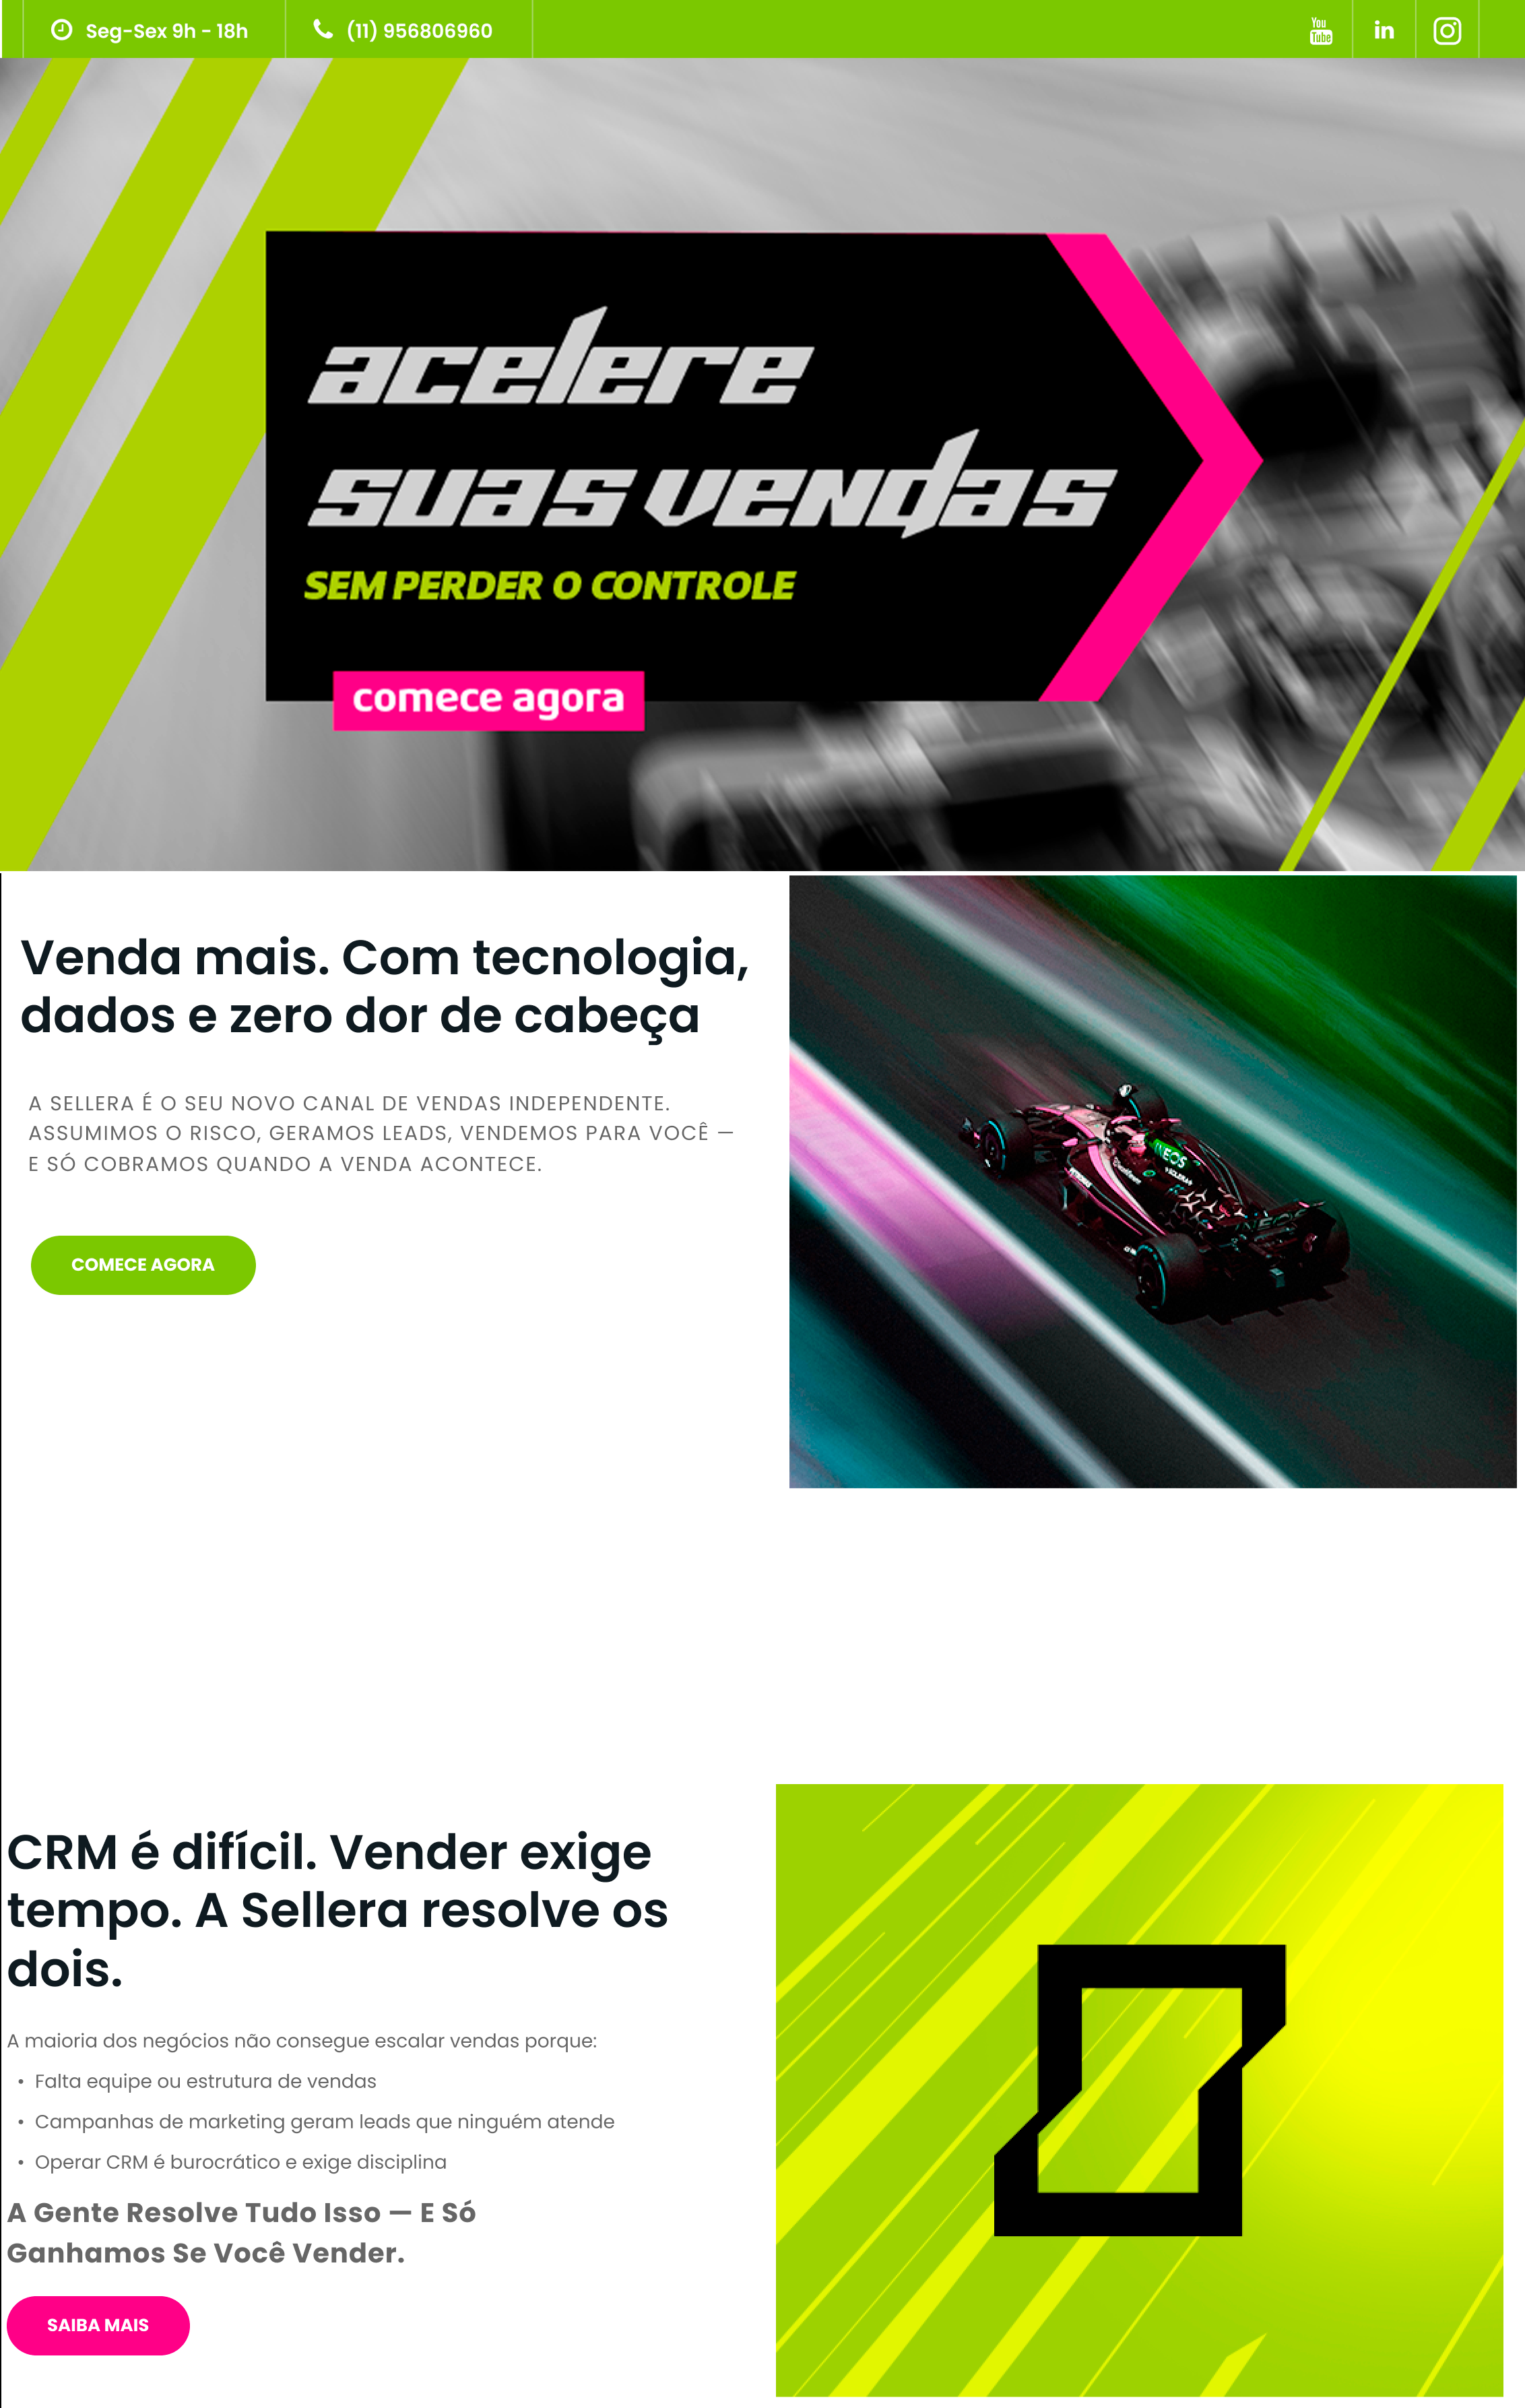 Seg-Sex 9h - 18h
(11) 956806960
You
Tube
in
acelere
suas vendas
SEM PERDER O CONTROLE
comece agora
Venda mais. Com tecnologia,
dados e zero dor de cabeça
A SELLERA É O SEU NOVO CANAL DE VENDAS INDEPENDENTE.
ASSUMIMOS O RISCO, GERAMOS LEADS, VENDEMOS PARA VOCÊ —
E SÓ COBRAMOS QUANDO A VENDA ACONTECE.
COMECE AGORA
INEOS
SOLERA
PETRONAS
INEOS
CRM é difícil. Vender exige
tempo. A Sellera resolve os
dois.
A maioria dos negócios não consegue escalar vendas porque:
• Falta equipe ou estrutura de vendas
• Campanhas de marketing geram leads que ninguém atende
• Operar CRM é burocrático e exige disciplina
A Gente Resolve Tudo Isso — E Só
Ganhamos Se Você Vender.
SAIBA MAIS